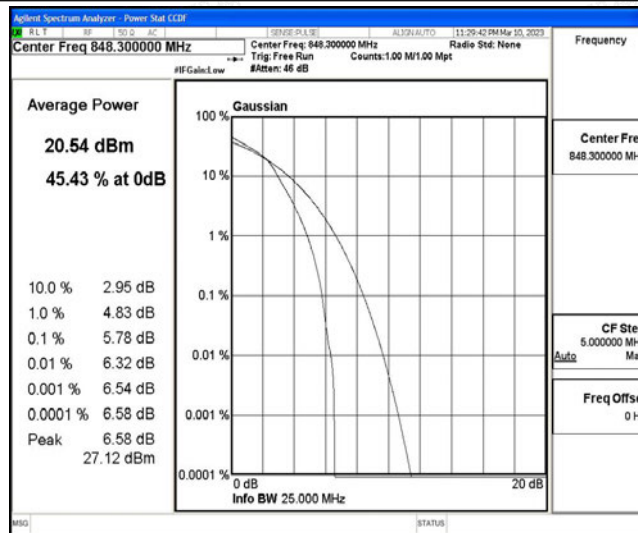 Agilent Spectrum Analyzer - Power Stat CCDF
RLT RF 50 Ω AC SENSE:PULSE ALIGNAUTO 11:29:42 PM Mar 10, 2023
Center Freq 848.300000 MHz
Center Freq: 848.300000 MHz Radio Std: None
Trig: Free Run Counts:1.00 M/1.00 Mpt
#IFGain:Low #Atten: 46 dB
Frequency
Average Power
20.54 dBm
45.43 % at 0dB
10.0 % 2.95 dB
1.0 % 4.83 dB
0.1 % 5.78 dB
0.01 % 6.32 dB
0.001 % 6.54 dB
0.0001 % 6.58 dB
Peak 6.58 dB
27.12 dBm
Gaussian
100 %
10 %
1 %
0.1 %
0.01 %
0.001 %
0.0001 %
0 dB 20 dB
Info BW 25.000 MHz
Center Fre
848.300000 MH
CF Ste
5.000000 MH
Auto Ma
Freq Offse
0 H
MSG STATUS